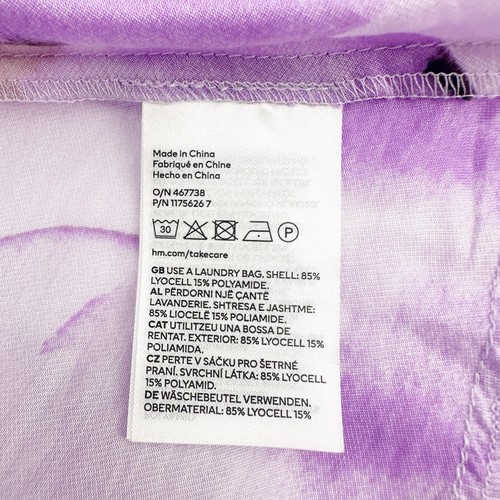 Made in China
Fabriqué en Chine
Hecho en China
O/N 467738
P/N 1175626 7
30
P
hm.com/takecare
GB USE A LAUNDRY BAG. SHELL: 85%
LYOCELL 15% POLYAMIDE.
AL PËRDORNI NJË ÇANTË
LAVANDERIE. SHTRESA E JASHTME:
85% LIOCELË 15% POLIAMIDE.
CAT UTILITZEU UNA BOSSA DE
RENTAT. EXTERIOR: 85% LYOCELL 15%
POLIAMIDA.
CZ PERTE V SÁČKU PRO ŠETRNÉ
PRANÍ. SVRCHNÍ LÁTKA: 85% LYOCELL
15% POLYAMID.
DE WÄSCHEBEUTEL VERWENDEN.
OBERMATERIAL: 85% LYOCELL 15%